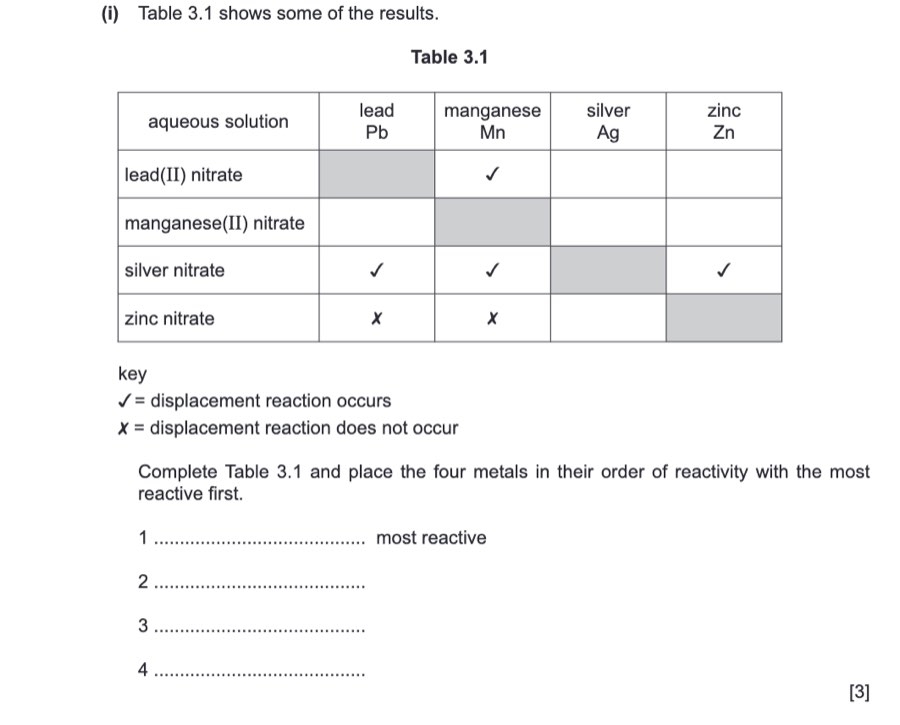 (i) Table 3.1 shows some of the results.
Table 3.1
aqueous solution lead Pb manganese Mn silver Ag zinc Zn
lead(II) nitrate ✓
manganese(II) nitrate
silver nitrate ✓ ✓ ✓
zinc nitrate ✗ ✗
key
✓ = displacement reaction occurs
✗ = displacement reaction does not occur
Complete Table 3.1 and place the four metals in their order of reactivity with the most
reactive first.
1 ........................................ most reactive
2 ........................................
3 ........................................
4 ........................................
[3]